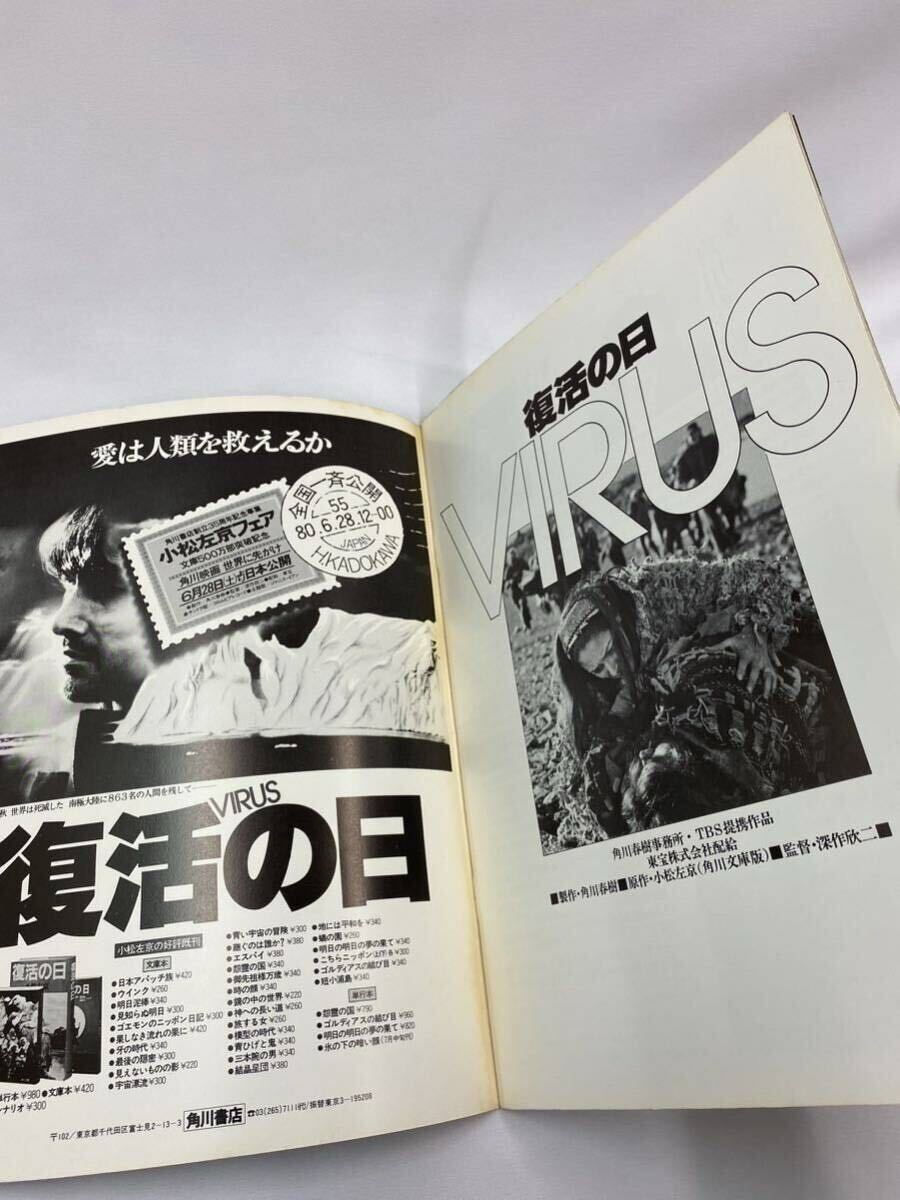 愛は人類を救えるか
角川書店創立35周年記念事業
小松左京フェア
文庫500万部突破記念
角川映画 世界に先がけ
6月28日(土)日本公開
全国一斉公開
55
80.6.28.12-00
JAPAN
H.KADOKAWA
秋 世界は死滅した 南極大陸に863名の人間を残して――
VIRUS
復活の日
小松左京の好評既刊
文庫本
●日本アパッチ族 ¥420
●ウインク ¥260
●明日泥棒 ¥340
●見知らぬ明日 ¥300
●ゴエモンのニッポン日記 ¥300
●果しなき流れの果に ¥420
●牙の時代 ¥340
●最後の隠密 ¥300
●見えないものの影 ¥220
●宇宙漂流 ¥300
●青い宇宙の冒険 ¥300
●継ぐのは誰か? ¥380
●エスパイ ¥380
●怨霊の国 ¥340
●御先祖様万歳 ¥340
●時の顔 ¥340
●鏡の中の世界 ¥220
●神への長い道 ¥260
●旅する女 ¥260
●模型の時代 ¥340
●青ひげと鬼 ¥340
●三本腕の男 ¥340
●結晶星団 ¥380
●地には平和を ¥340
●蟻の園 ¥260
●明日の明日の夢の果て ¥340
●こちらニッポン(上)(下) 各¥300
●ゴルディアスの結び目 ¥340
●短小浦島 ¥340
単行本
●怨霊の国 ¥790
●ゴルディアスの結び目 ¥960
●明日の明日の夢の果て ¥820
●氷の下の暗い顔 (7月中旬刊)
復活の日
単行本 ¥980 ●文庫本 ¥420
シナリオ ¥300
〒102/東京都千代田区富士見2-13-3 角川書店 ☎03(265)7111㈹/振替東京3-195208
復活の日
VIRUS
角川春樹事務所・TBS提携作品
東宝株式会社配給
■製作・角川春樹■原作・小松左京(角川文庫版)■監督・深作欣二■